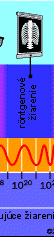 röntgenové
žiarenie
8
10²⁰
10
ujúce žiareni